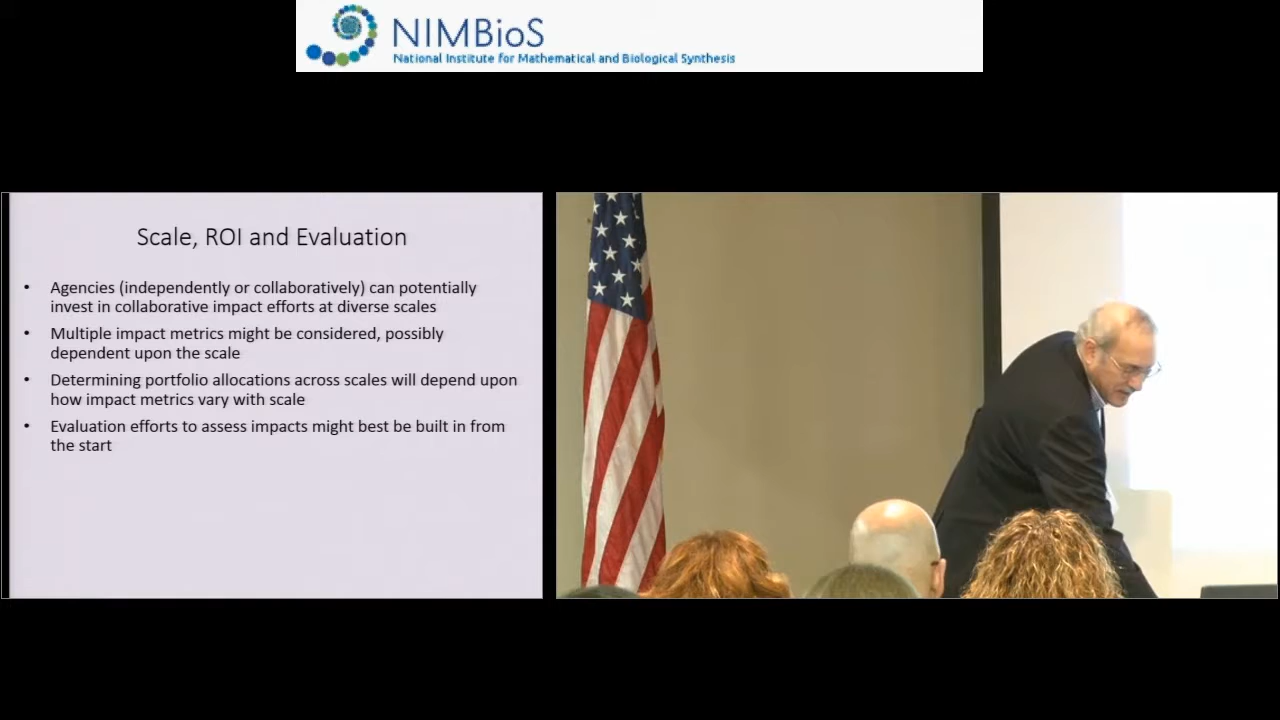 NIMBioS
National Institute for Mathematical and Biological Synthesis
Scale, ROI and Evaluation
• Agencies (independently or collaboratively) can potentially
invest in collaborative impact efforts at diverse scales
• Multiple impact metrics might be considered, possibly
dependent upon the scale
• Determining portfolio allocations across scales will depend upon
how impact metrics vary with scale
• Evaluation efforts to assess impacts might best be built in from
the start